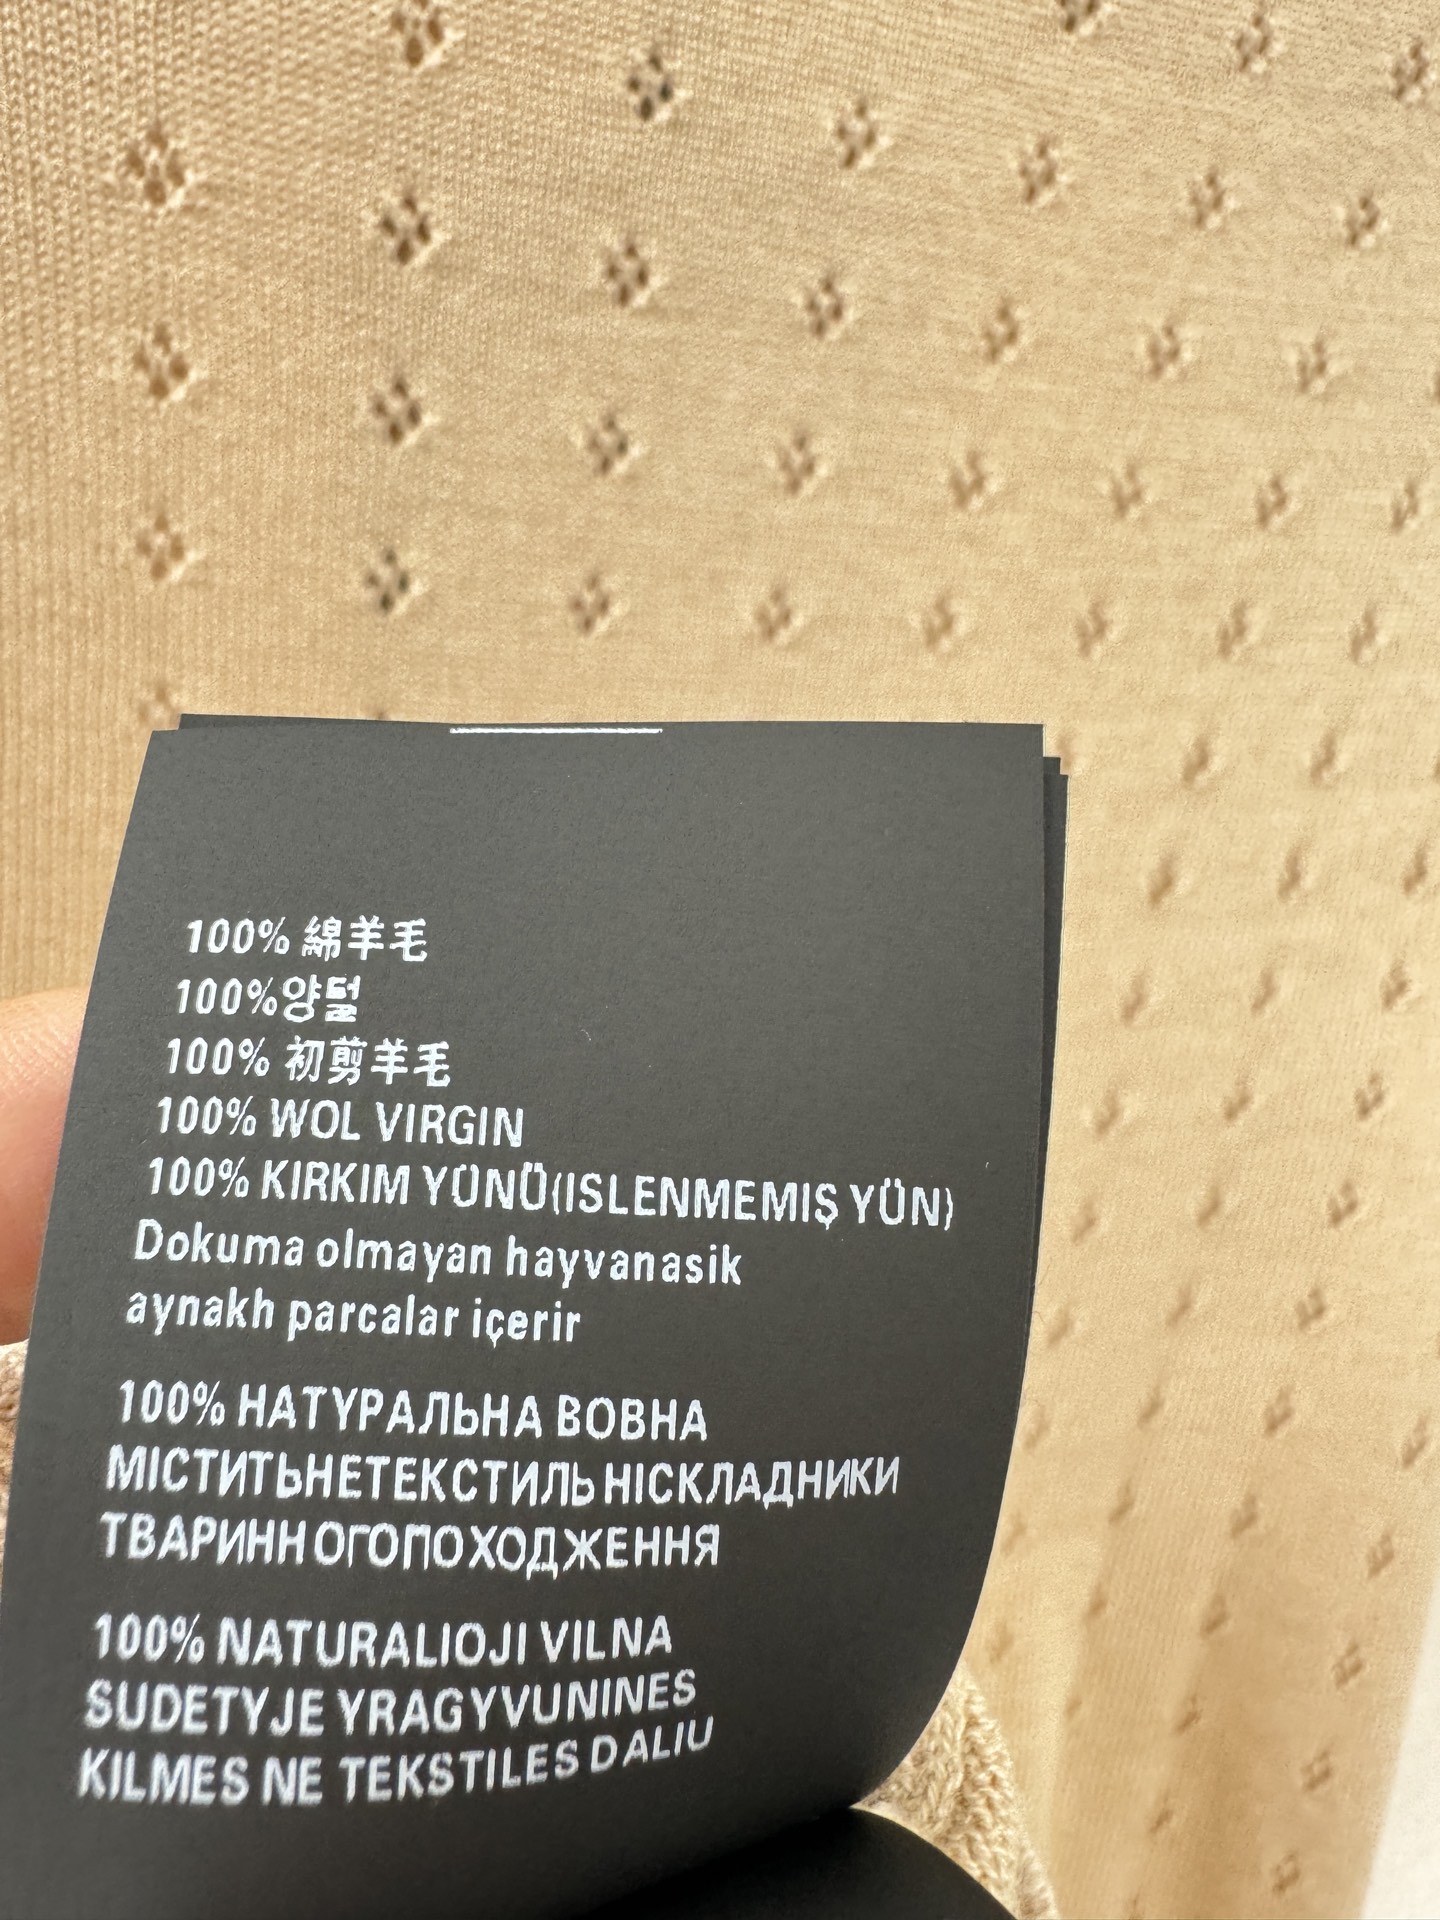 100% 綿羊毛
100%양털
100% 初剪羊毛
100% WOL VIRGIN
100% KIRKIM YÜNÜ(ISLENMEMIŞ YÜN)
Dokuma olmayan hayvanasik
aynakh parcalar içerir
100% НАТУРАЛЬНА ВОВНА
МІСТИТЬНЕТЕКСТИЛЬНІСКЛАДНИКИ
ТВАРИННОГОПОХОДЖЕННЯ
100% NATURALIOJI VILNA
SUDETYJE YRAGYVUNINES
KILMES NE TEKSTILES DALIU